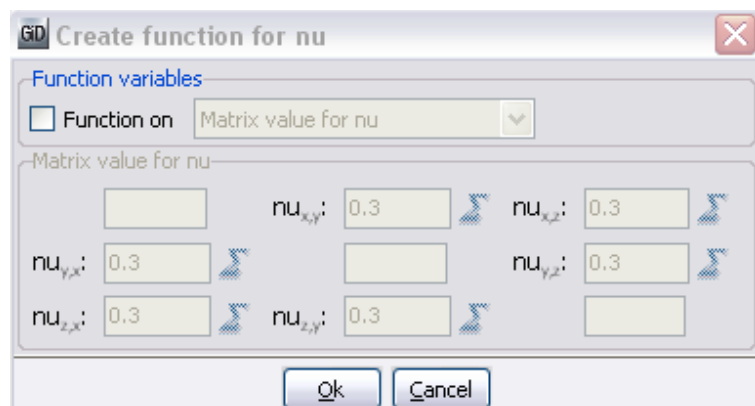 GiD Create function for nu
Function variables
Function on Matrix value for nu
Matrix value for nu
nux,y: 0.3 nux,z: 0.3
nuy,x: 0.3 nuy,z: 0.3
nuz,x: 0.3 nuz,y: 0.3
Ok Cancel